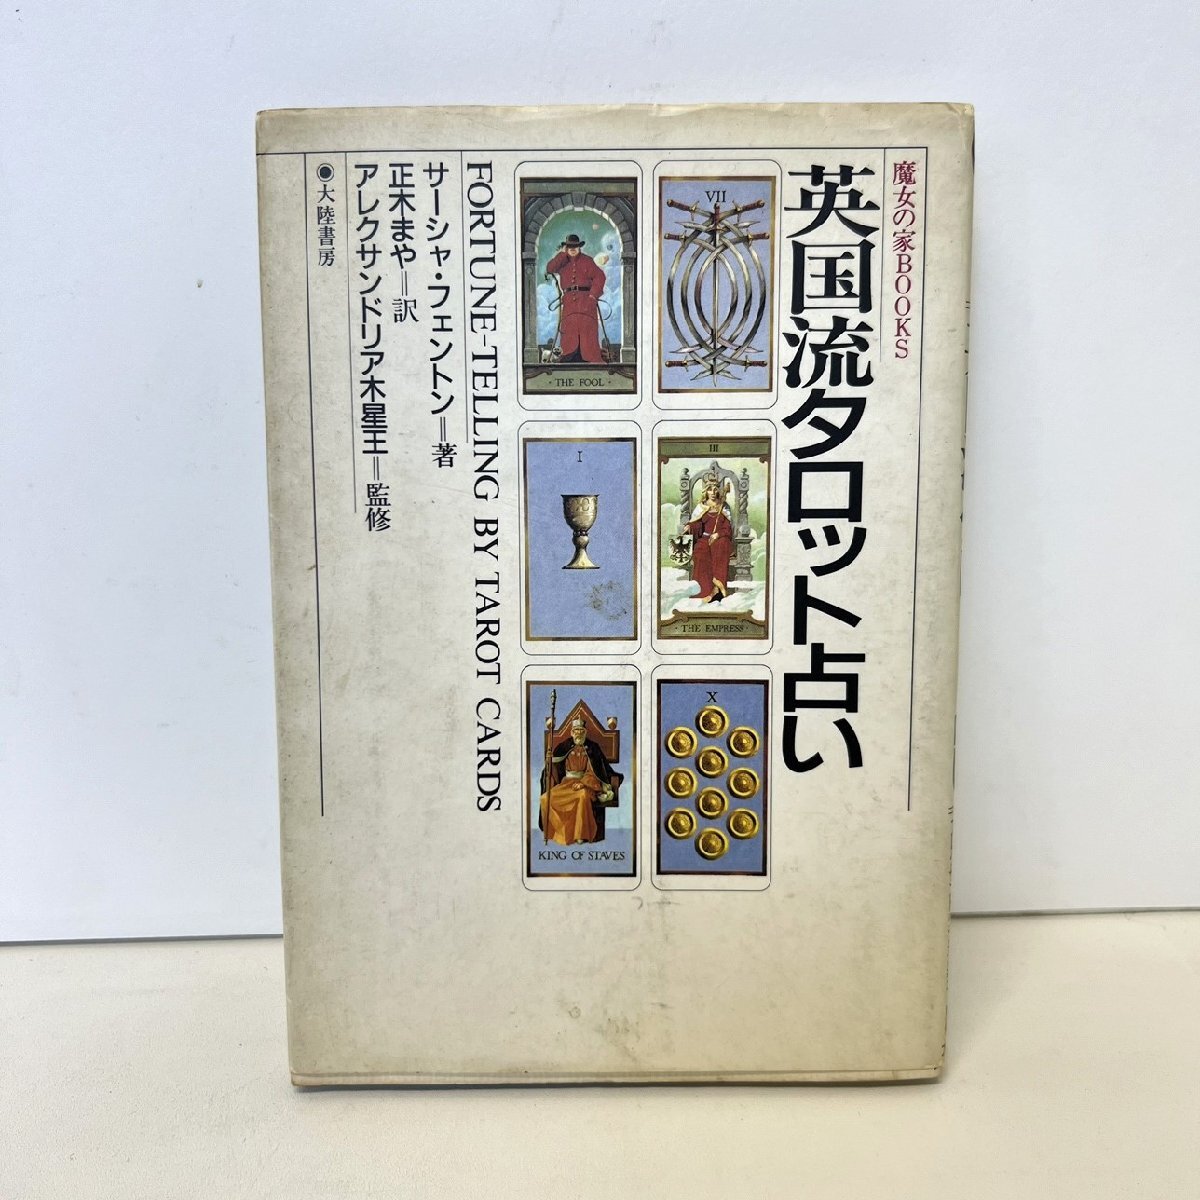 魔女の家BOOKS
英国流タロット占い
VII
· THE FOOL ·
III
· THE EMPRESS ·
I
X
KING OF STAVES
FORTUNE-TELLING BY TAROT CARDS
サーシャ・フェントン=著
正木まや=訳
アレクサンドリア木星王=監修
●大陸書房